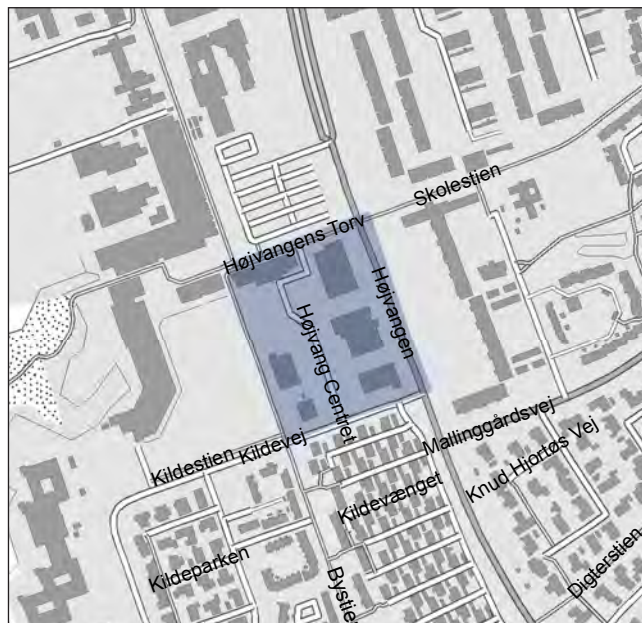 Skolestien
Højvangens Torv
Højvangen
Højvang Centret
Mallinggårdsvej
Kildestien
Kildevej
Knud Hjortøs Vej
Kildevænget
Kildeparken
Bystien
Digterstien